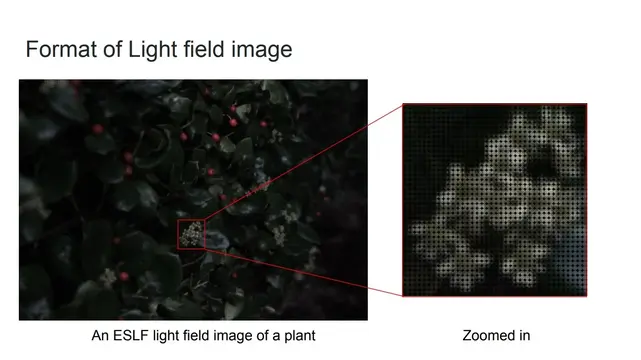 Format of Light field image
An ESLF light field image of a plant
Zoomed in